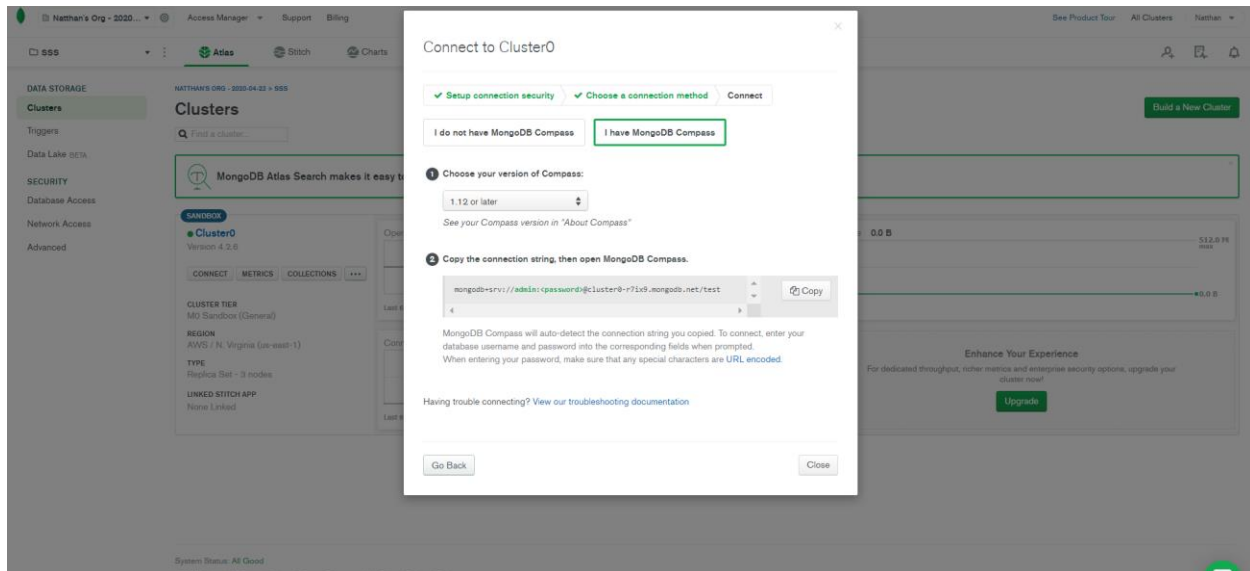 Natthan's Org - 2020...
Access Manager
Support
Billing
See Product Tour
All Clusters
Natthan
SSS
Atlas
Stitch
Charts
DATA STORAGE
Clusters
Triggers
Data Lake BETA
SECURITY
Database Access
Network Access
Advanced
NATTHAN'S ORG - 2020-04-23 > SSS
Clusters
Find a cluster...
Build a New Cluster
MongoDB Atlas Search makes it easy to
SANDBOX
Cluster0
Version 4.2.6
CONNECT
METRICS
COLLECTIONS
CLUSTER TIER
M0 Sandbox (General)
REGION
AWS / N. Virginia (us-east-1)
TYPE
Replica Set - 3 nodes
LINKED STITCH APP
None Linked
Connect to Cluster0
Setup connection security
Choose a connection method
Connect
I do not have MongoDB Compass
I have MongoDB Compass
1 Choose your version of Compass:
1.12 or later
See your Compass version in "About Compass"
2 Copy the connection string, then open MongoDB Compass.
mongodb+srv://admin:<password>@cluster0-r7ix9.mongodb.net/test
Copy
MongoDB Compass will auto-detect the connection string you copied. To connect, enter your
database username and password into the corresponding fields when prompted.
When entering your password, make sure that any special characters are URL encoded.
Having trouble connecting? View our troubleshooting documentation
Go Back
Close
0.0 B
512.0 M
max
0.0 B
Enhance Your Experience
For dedicated throughput, richer metrics and enterprise security options, upgrade your
cluster now!
Upgrade
System Status: All Good